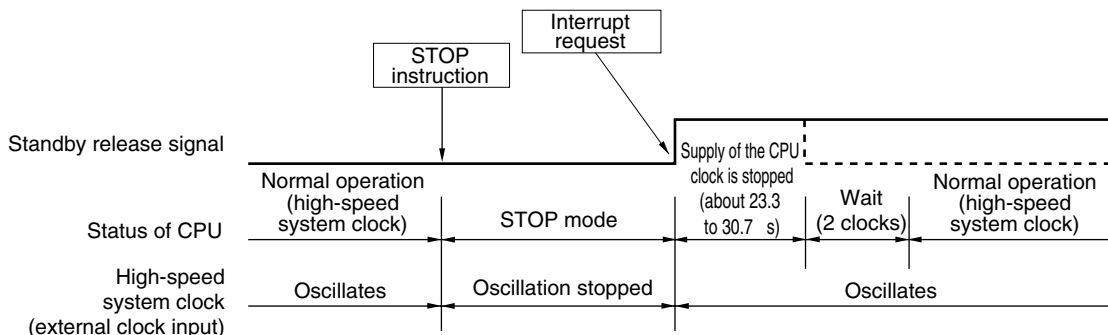 Interrupt
request
STOP
instruction
Standby release signal
Supply of the CPU
clock is stopped
(about 23.3
to 30.7 s)
Normal operation
(high-speed
system clock)
Status of CPU
STOP mode
Wait
(2 clocks)
Normal operation
(high-speed
system clock)
High-speed
system clock
(external clock input)
Oscillates
Oscillation stopped
Oscillates